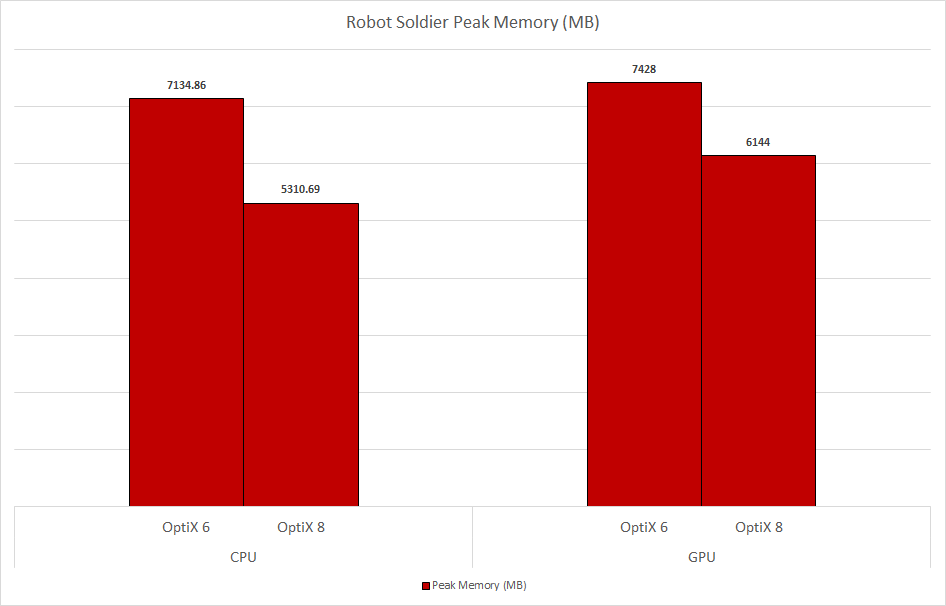 Robot Soldier Peak Memory (MB)
7134.86
5310.69
7428
6144
OptiX 6 OptiX 8 OptiX 6 OptiX 8
CPU GPU
Peak Memory (MB)